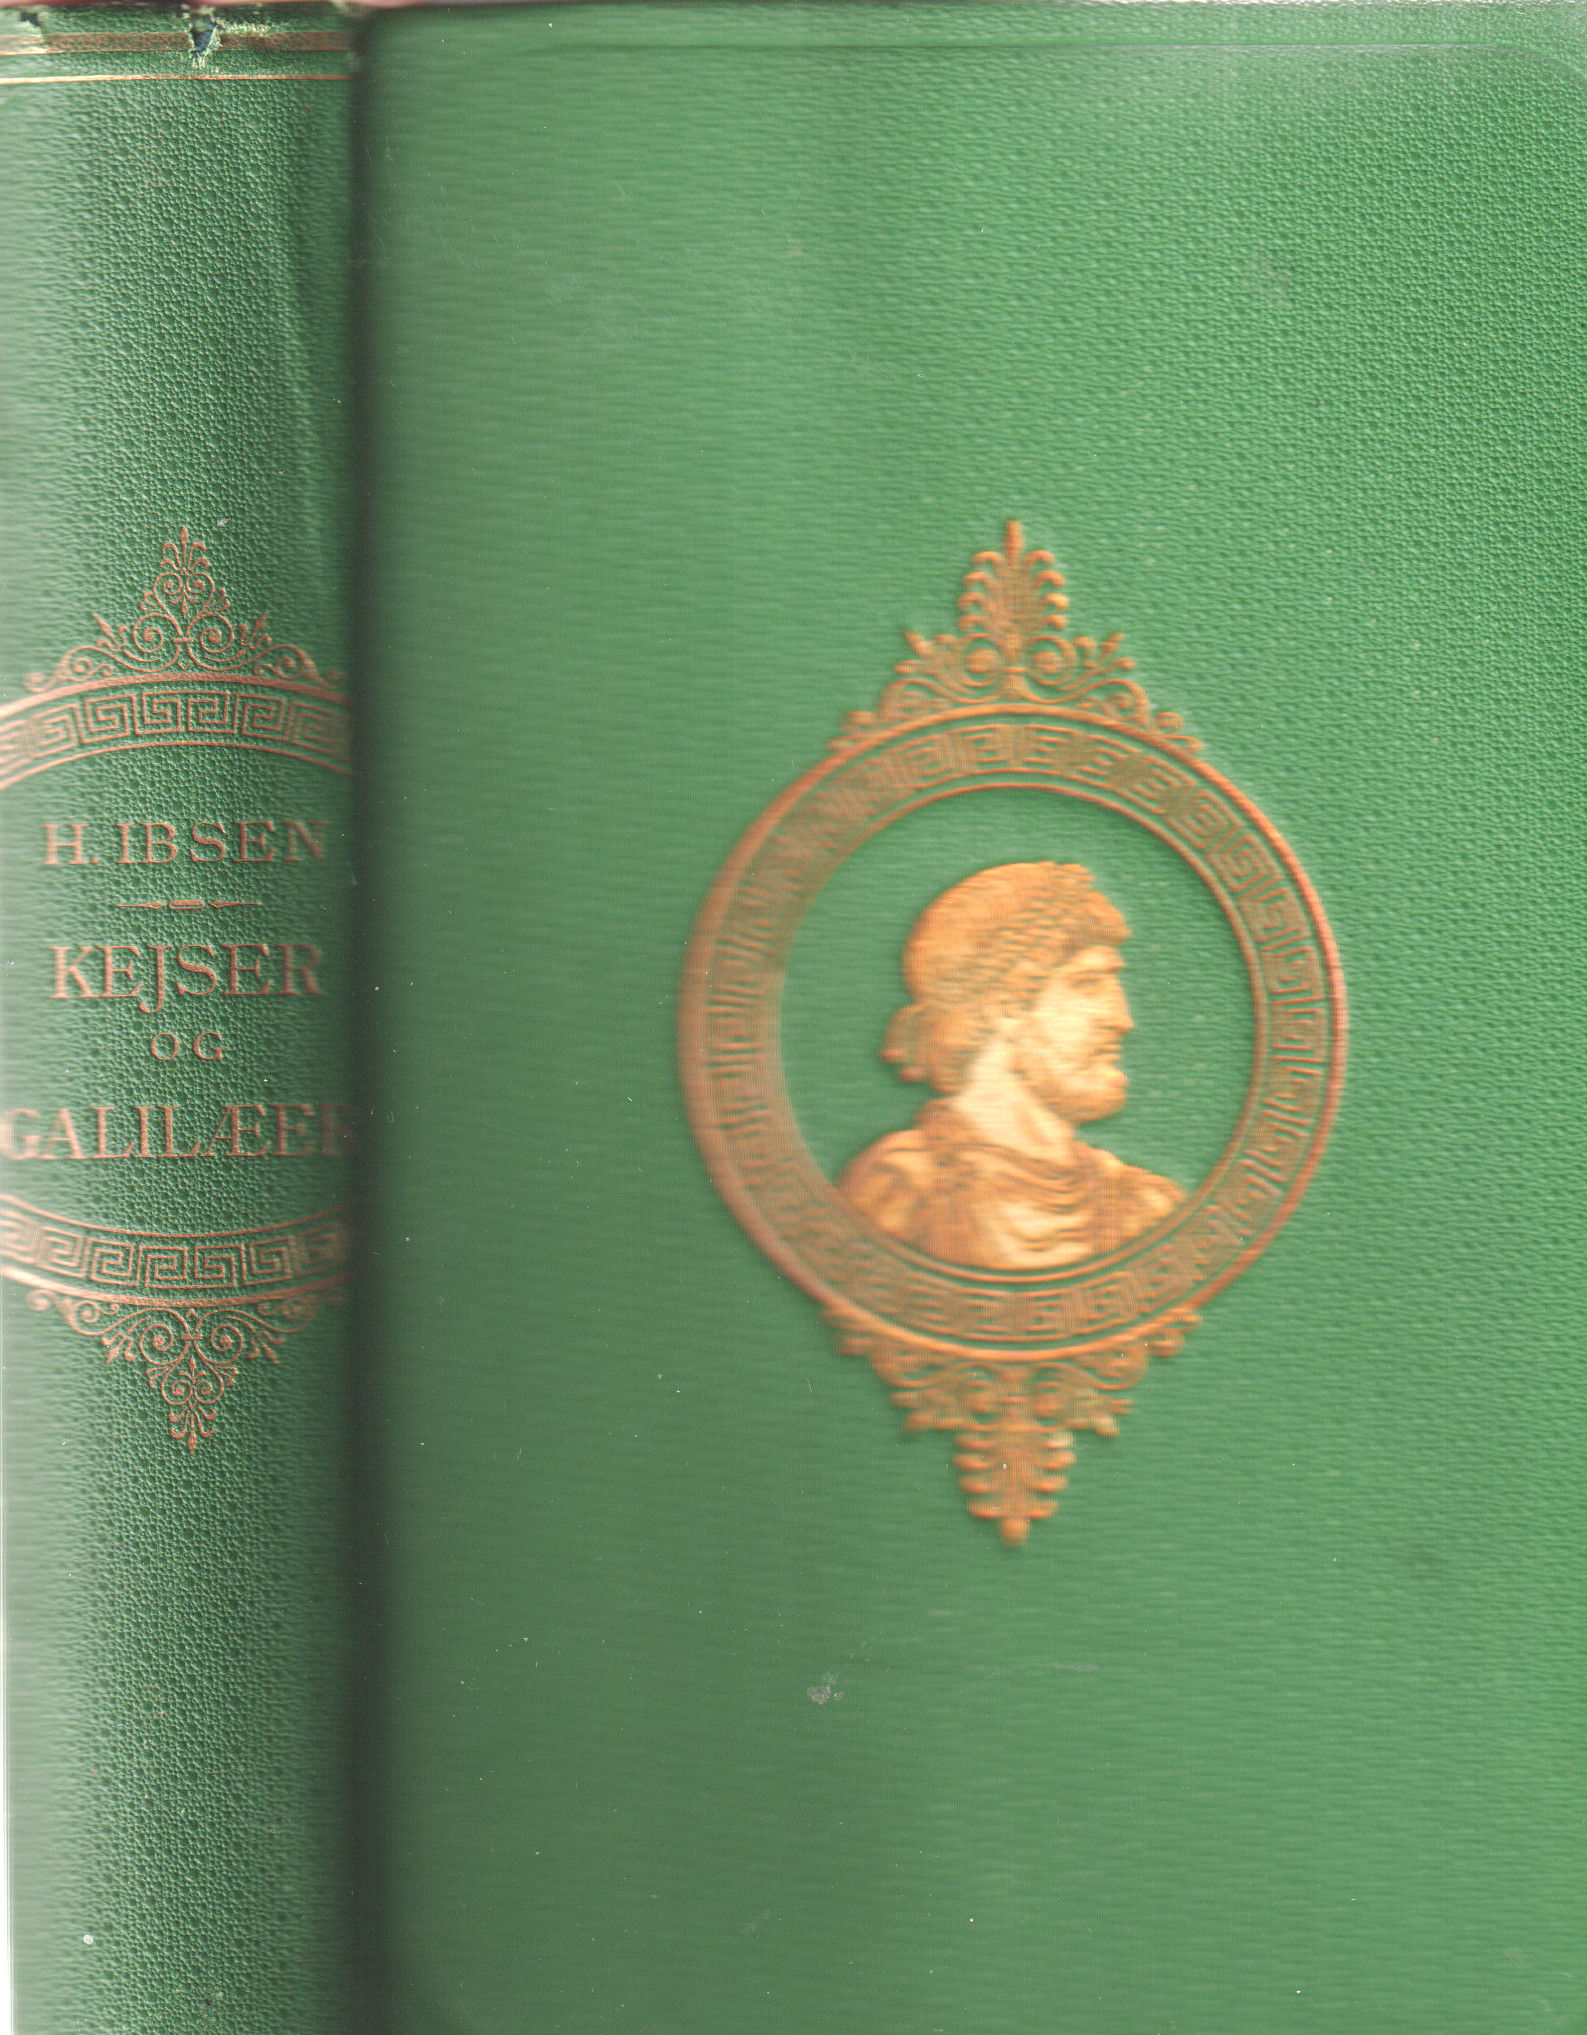 H. IBSEN
KEJSER
OG
GALILÆER